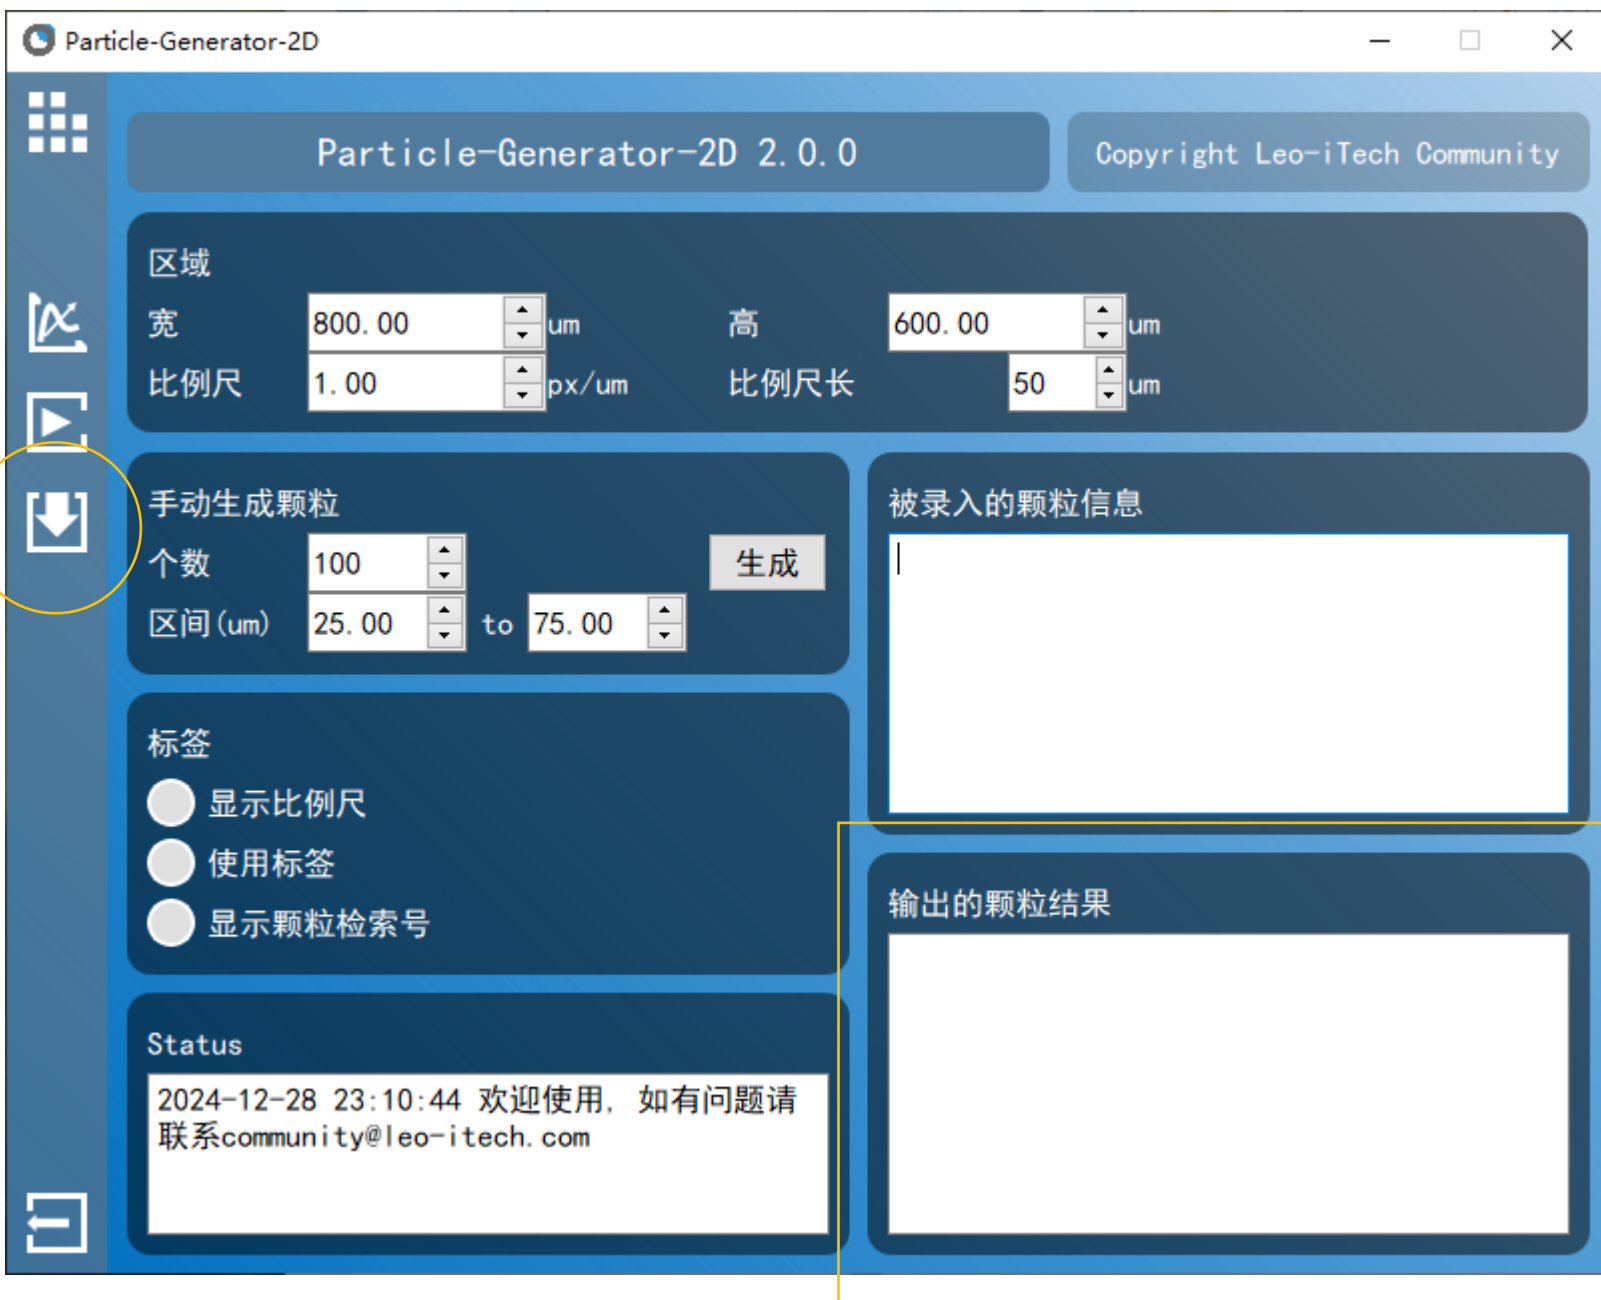 Particle-Generator-2D
Particle-Generator-2D 2.0.0
Copyright Leo-iTech Community
区域
宽 800.00 um 高 600.00 um
比例尺 1.00 px/um 比例尺长 50 um
手动生成颗粒
个数 100 生成
区间(um) 25.00 to 75.00
被录入的颗粒信息
标签
显示比例尺
使用标签
显示颗粒检索号
输出的颗粒结果
Status
2024-12-28 23:10:44 欢迎使用, 如有问题请
联系community@leo-itech.com